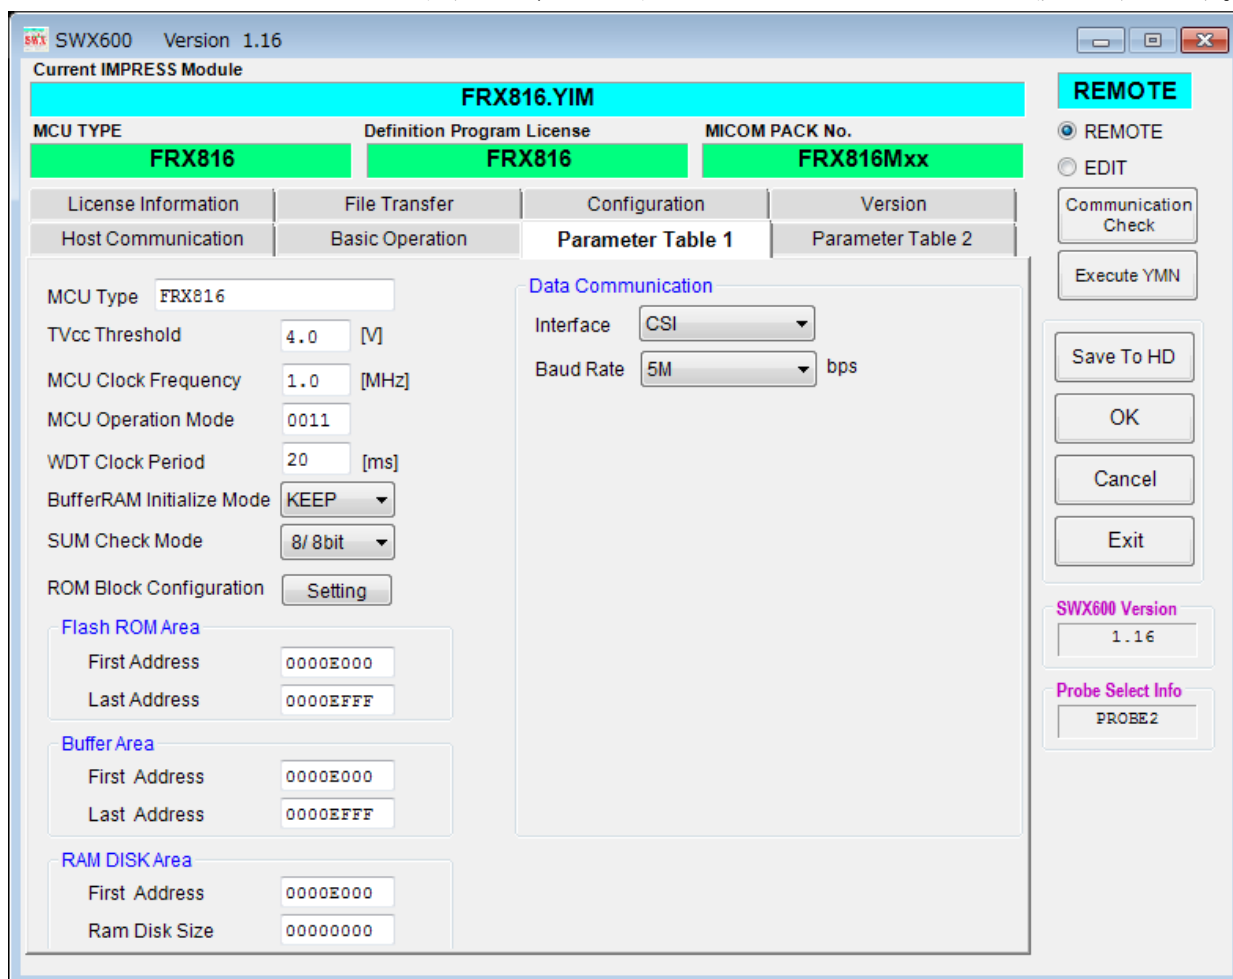 SWX600 Version 1.16
Current IMPRESS Module
FRX816.YIM
MCU TYPE Definition Program License MICOM PACK No.
FRX816 FRX816 FRX816Mxx
License Information File Transfer Configuration Version
Host Communication Basic Operation Parameter Table 1 Parameter Table 2
MCU Type FRX816
TVcc Threshold 4.0 [V]
MCU Clock Frequency 1.0 [MHz]
MCU Operation Mode 0011
WDT Clock Period 20 [ms]
BufferRAM Initialize Mode KEEP
SUM Check Mode 8/ 8bit
ROM Block Configuration Setting
Flash ROM Area
First Address 0000E000
Last Address 0000EFFF
Buffer Area
First Address 0000E000
Last Address 0000EFFF
RAM DISK Area
First Address 0000E000
Ram Disk Size 00000000
Data Communication
Interface CSI
Baud Rate 5M bps
REMOTE
REMOTE
EDIT
Communication
Check
Execute YMN
Save To HD
OK
Cancel
Exit
SWX600 Version
1.16
Probe Select Info
PROBE2